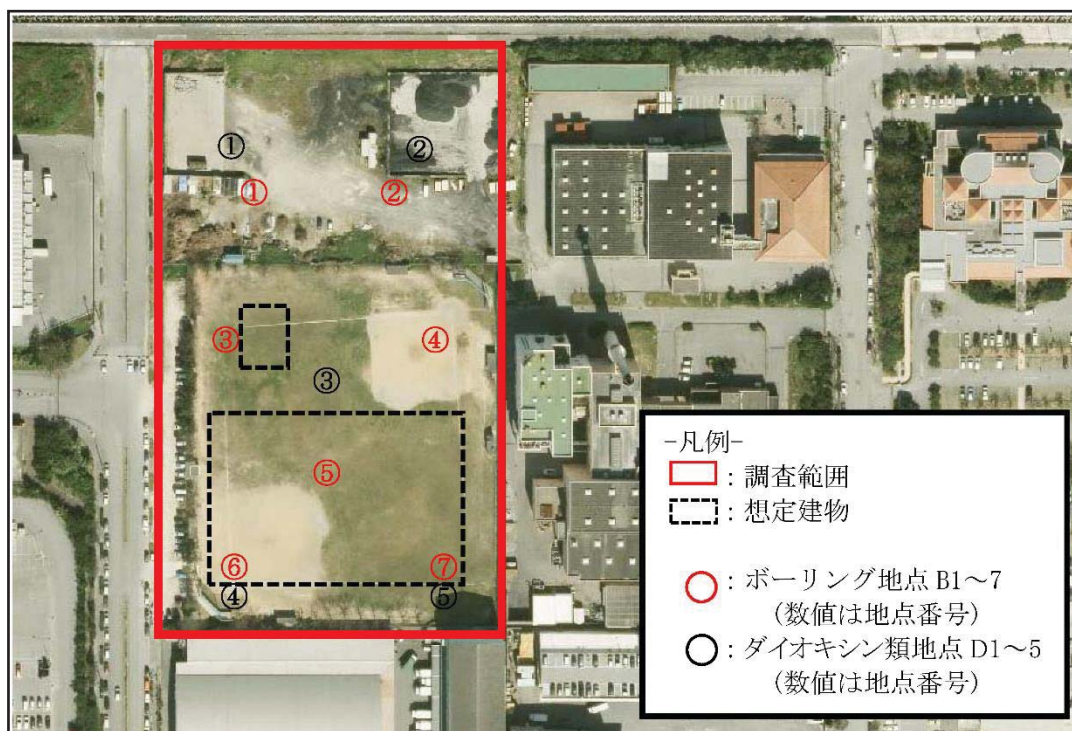 ①
②
①
②
③
④
③
⑤
⑥
⑦
④
⑤
−凡例−
：調査範囲
：想定建物
：ボーリング地点 B1～7
（数値は地点番号）
：ダイオキシン類地点 D1～5
（数値は地点番号）